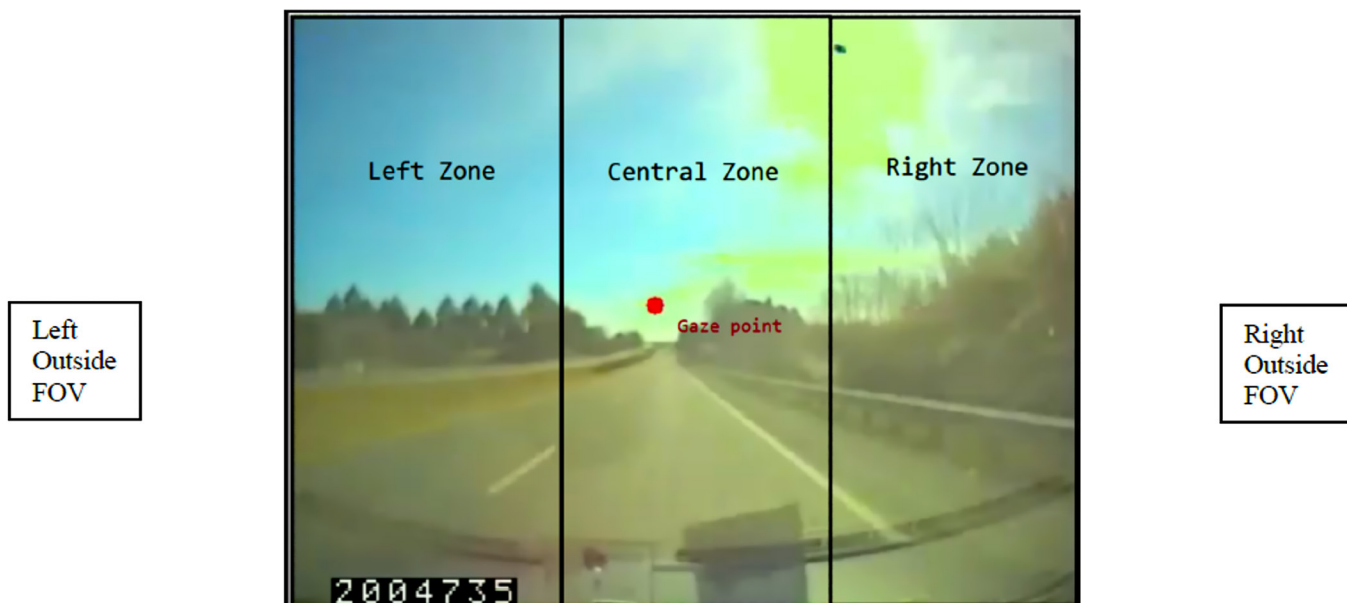 Left Zone
Central Zone
Right Zone
Left
Outside
FOV
Gaze point
Right
Outside
FOV
2004735